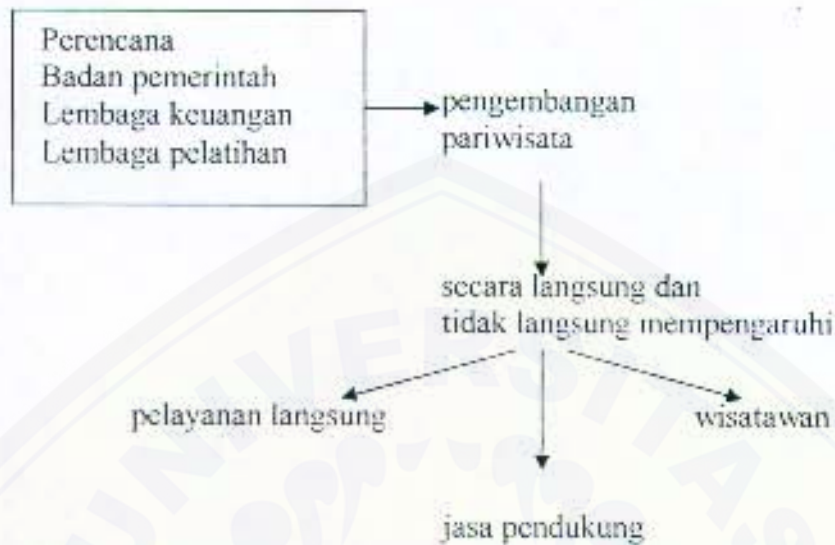 Perencana
Badan pemerintah
Lembaga keuangan
Lembaga pelatihan
pengembangan
pariwisata
secara langsung dan
tidak langsung mempengaruhi
pelayanan langsung
wisatawan
jasa pendukung
UNIVERSITAS